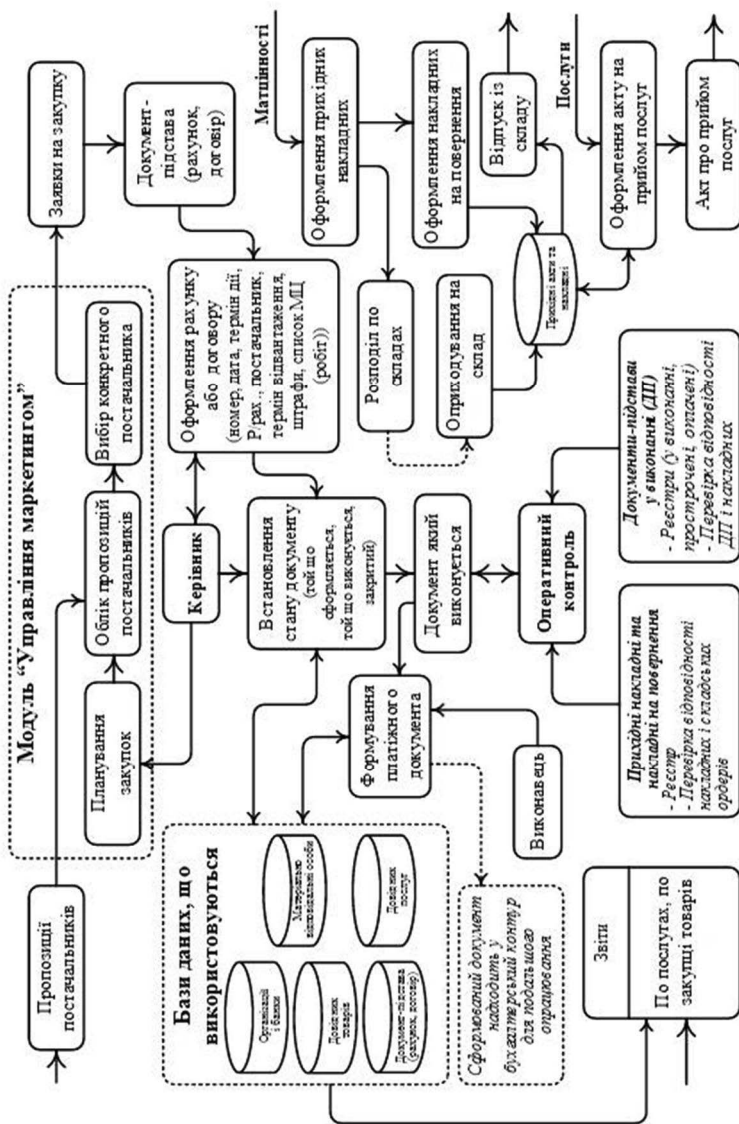 Пропозиції
постачальників
Модуль “Управління маркетингом”
Планування
закупок
Облік пропозицій
постачальників
Вибір конкретного
постачальника
Заявки на закупку
Документ-
підстава
(рахунок,
договір)
Керівник
Оформлення рахунку
або договору
(номер, дата, термін дії,
Р/рах., постачальник,
термін відвантаження,
штрафи, список МЦ
(робіт))
Встановлення
стану документу
(той що
оформляється,
той що виконується,
закритий)
Документ який
виконується
Оперативний
контроль
Формування
платіжного
документа
Виконавець
Бази даних, що
використовуються
Організації
і банки
Довідник
товарів
Документ-підстава
(рахунок, договір)
Матеріально
відповідальні особи
Довідник
послуг
Сформований документ
надходить у
бухгалтерський контур
для подальшого
опрацювання
Матцінності
Оформлення прихідних
накладних
Розподіл по
складах
Оприходування на
склад
Оформлення накладних
на повернення
Відпуск із
складу
Прихідні акти та
накладні
Послуги
Оформлення акту на
прийом послуг
Акт про прийом
послуг
Прихідні накладні та
накладні на повернення
- Реєстр
- Перевірка відповідності
накладних і складських
ордерів
Документи-підстави
у виконанні (ДП)
- Реєстри (у виконанні,
прострочені, оплачені)
- Перевірка відповідності
ДП і накладних
Звіти
По послугах, по
закупці товарів